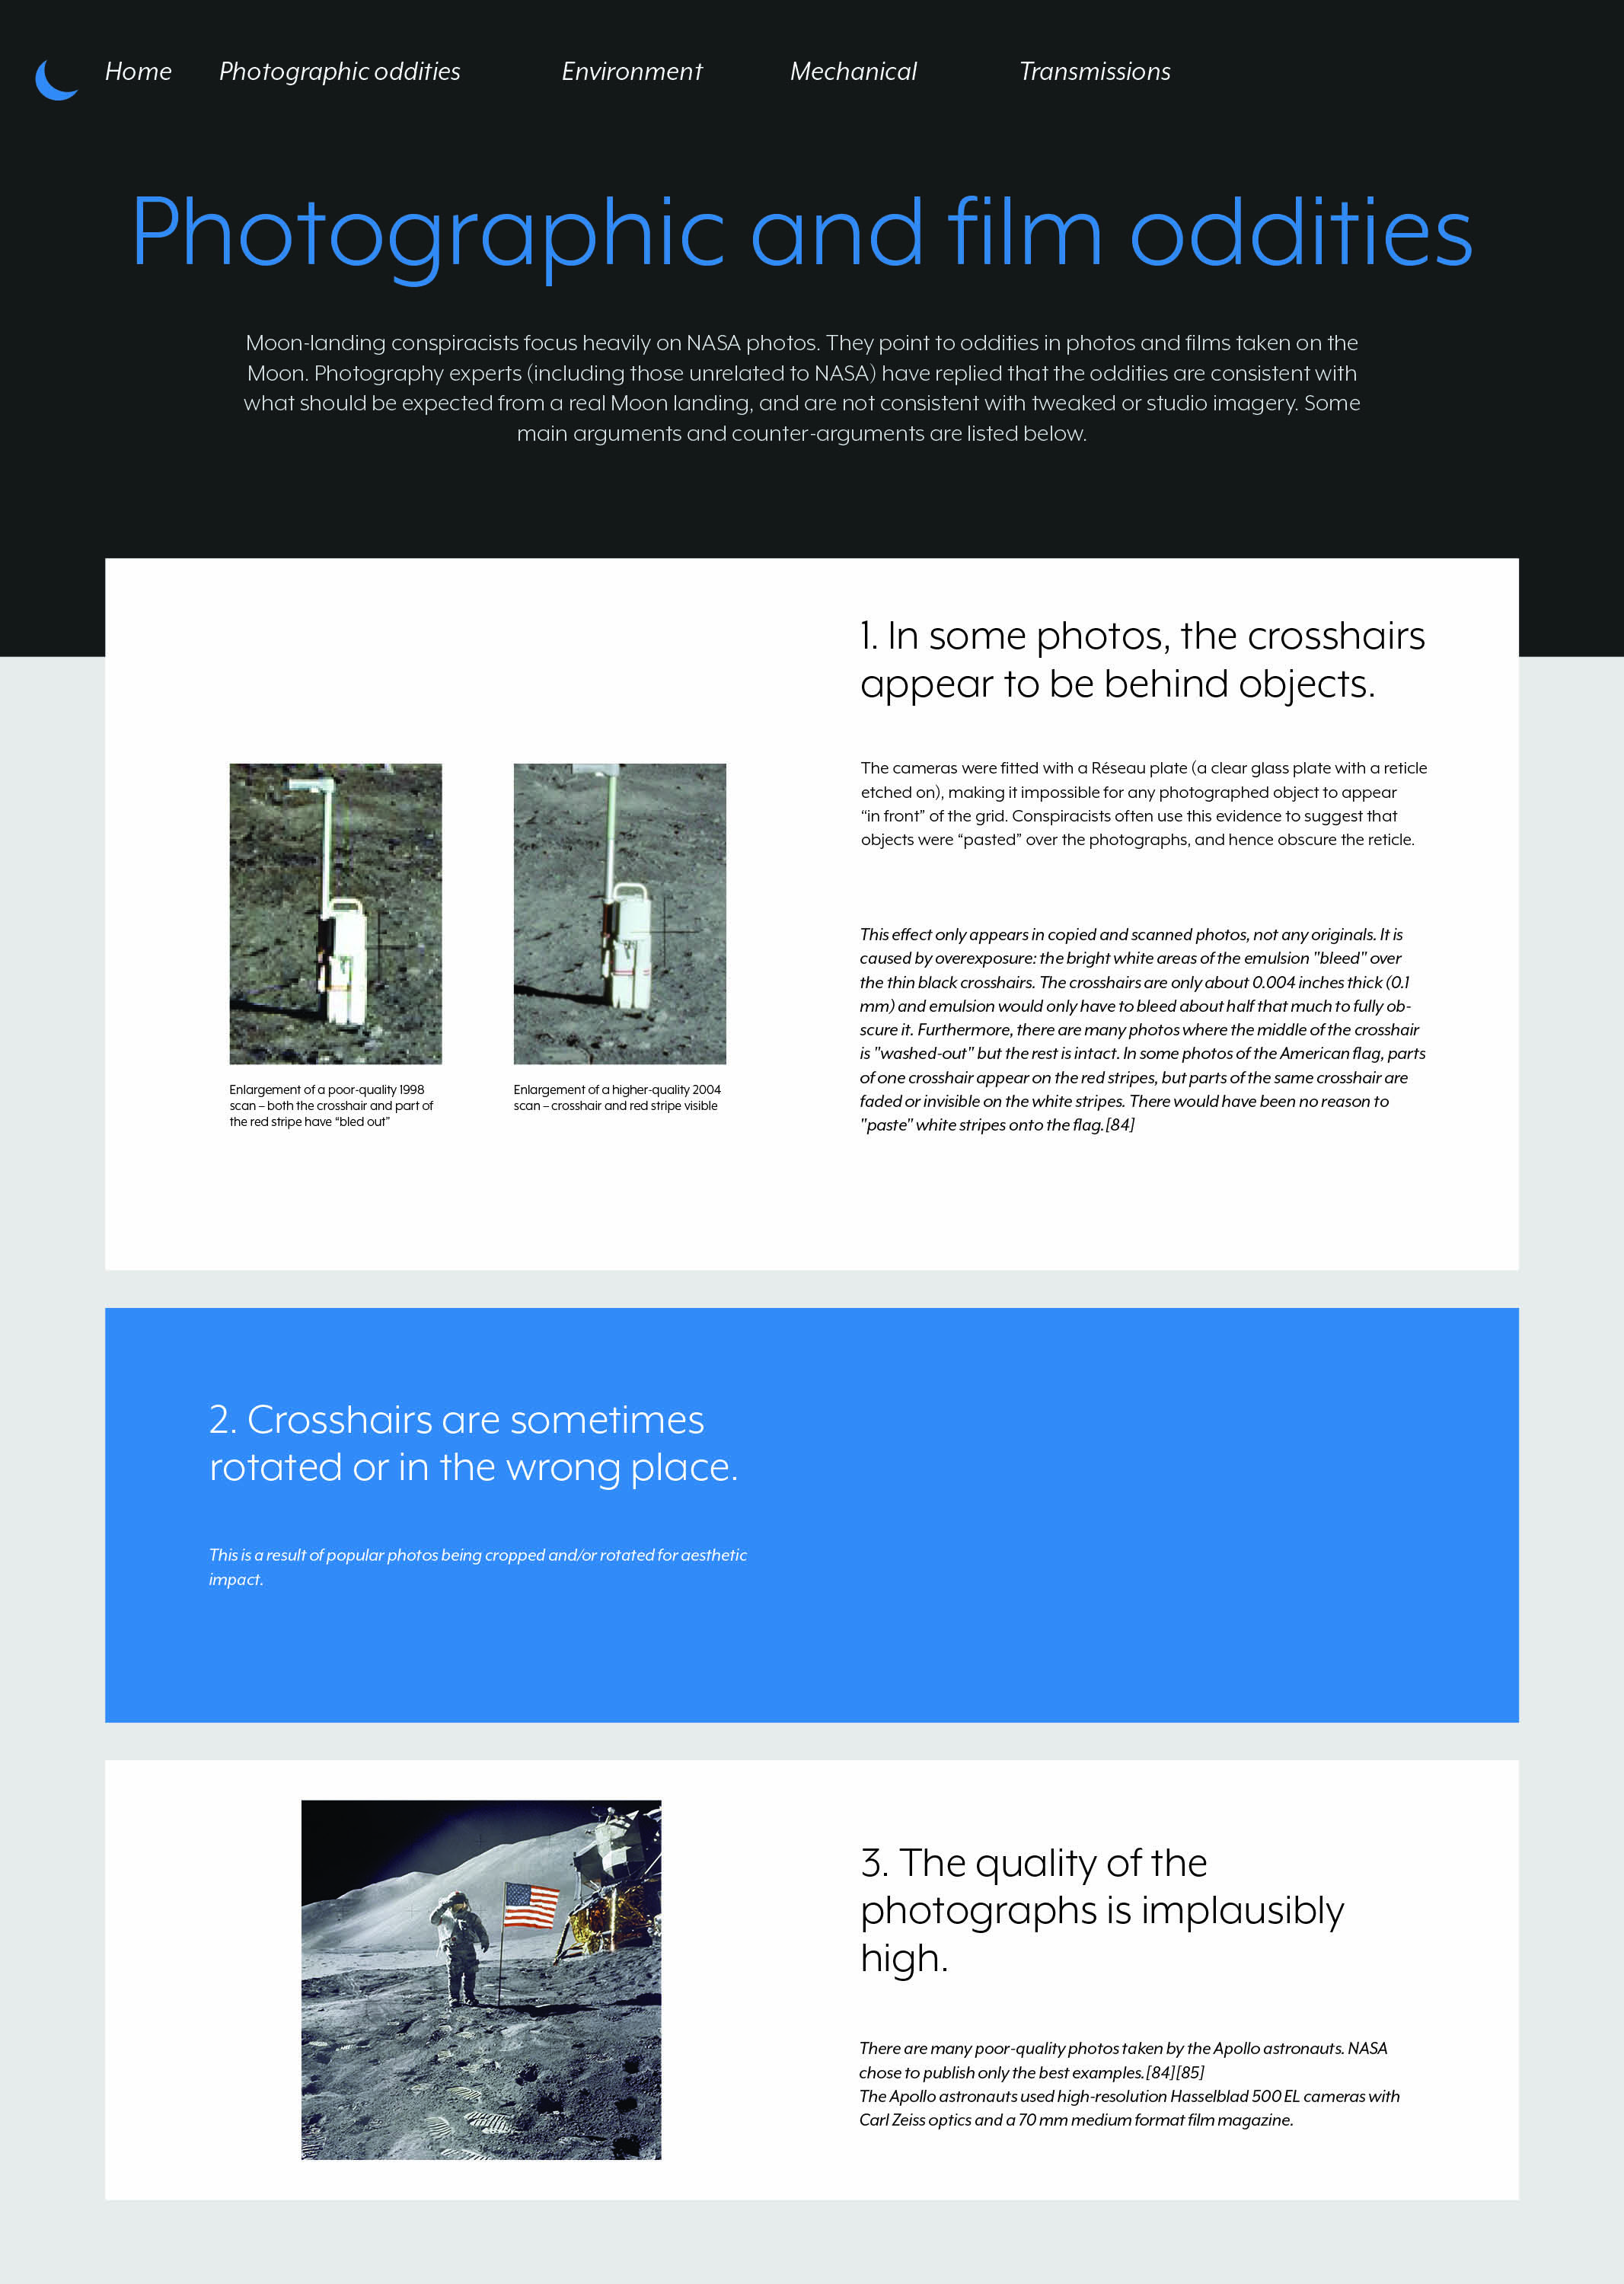 Home Photographic oddities Environment Mechanical Transmissions
Photographic and film oddities
Moon-landing conspiracists focus heavily on NASA photos. They point to oddities in photos and films taken on the
Moon. Photography experts (including those unrelated to NASA) have replied that the oddities are consistent with
what should be expected from a real Moon landing, and are not consistent with tweaked or studio imagery. Some
main arguments and counter-arguments are listed below.
1. In some photos, the crosshairs
appear to be behind objects.
The cameras were fitted with a Réseau plate (a clear glass plate with a reticle
etched on), making it impossible for any photographed object to appear
“in front” of the grid. Conspiracists often use this evidence to suggest that
objects were “pasted” over the photographs, and hence obscure the reticle.
This effect only appears in copied and scanned photos, not any originals. It is
caused by overexposure: the bright white areas of the emulsion "bleed" over
the thin black crosshairs. The crosshairs are only about 0.004 inches thick (0.1
mm) and emulsion would only have to bleed about half that much to fully ob-
scure it. Furthermore, there are many photos where the middle of the crosshair
is "washed-out" but the rest is intact. In some photos of the American flag, parts
of one crosshair appear on the red stripes, but parts of the same crosshair are
faded or invisible on the white stripes. There would have been no reason to
"paste" white stripes onto the flag.[84]
Enlargement of a poor-quality 1998
scan – both the crosshair and part of
the red stripe have “bled out”
Enlargement of a higher-quality 2004
scan – crosshair and red stripe visible
2. Crosshairs are sometimes
rotated or in the wrong place.
This is a result of popular photos being cropped and/or rotated for aesthetic
impact.
3. The quality of the
photographs is implausibly
high.
There are many poor-quality photos taken by the Apollo astronauts. NASA
chose to publish only the best examples.[84][85]
The Apollo astronauts used high-resolution Hasselblad 500 EL cameras with
Carl Zeiss optics and a 70 mm medium format film magazine.